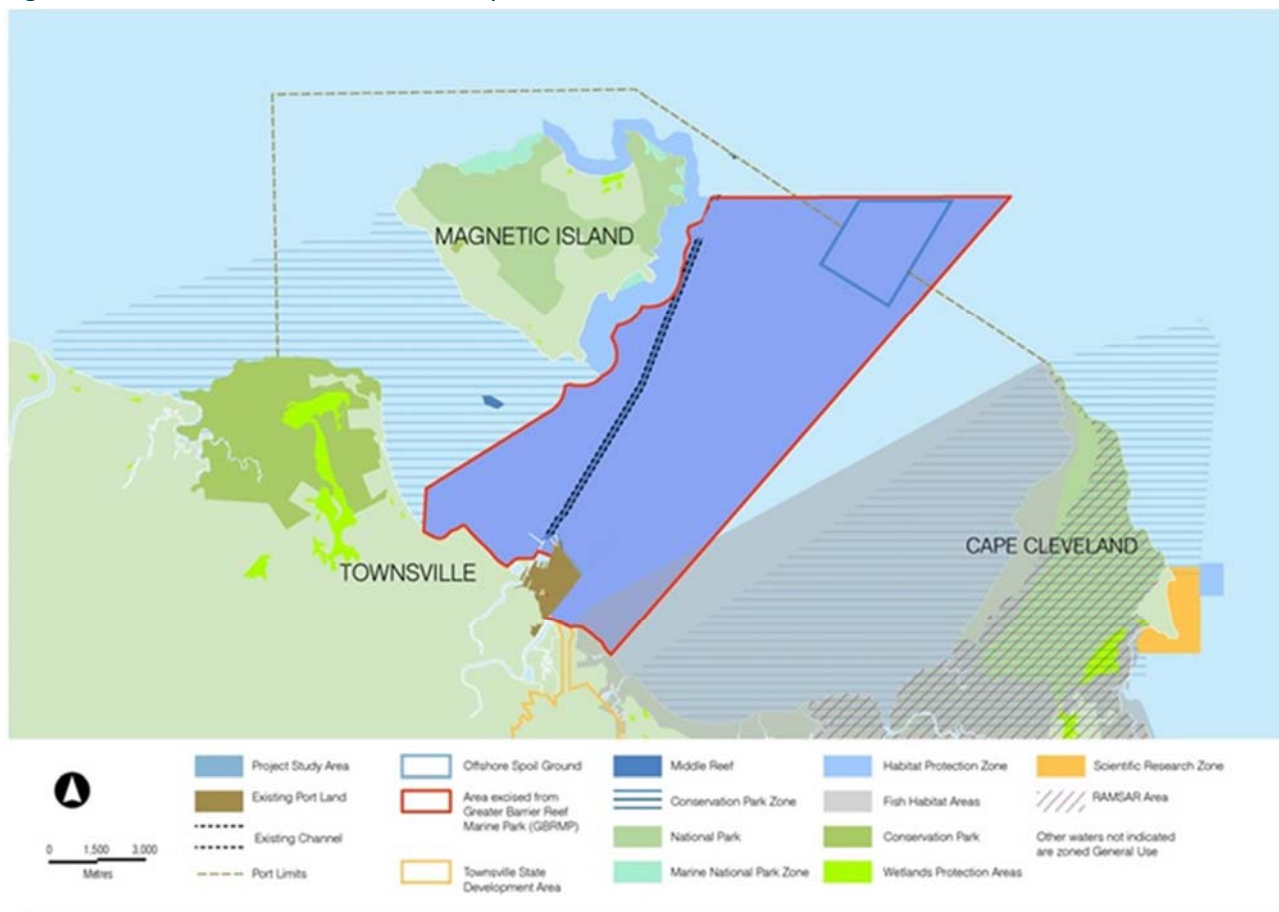 MAGNETIC ISLAND
CAPE CLEVELAND
TOWNSVILLE
Project Study Area
Existing Port Land
Existing Channel
Port Limits
Offshore Spoil Ground
Area excised from
Greater Barrier Reef
Marine Park (GBRMP)
Townsville State
Development Area
Middle Reef
Conservation Park Zone
National Park
Marine National Park Zone
Habitat Protection Zone
Fish Habitat Areas
Conservation Park
Wetlands Protection Areas
Scientific Research Zone
RAMSAR Area
Other waters not indicated
are zoned General Use
0 1,500 3,000
Metres